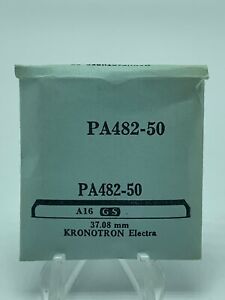 PA482-50
PA482-50
A16 GS
37.08 mm
KRONOTRON Electra